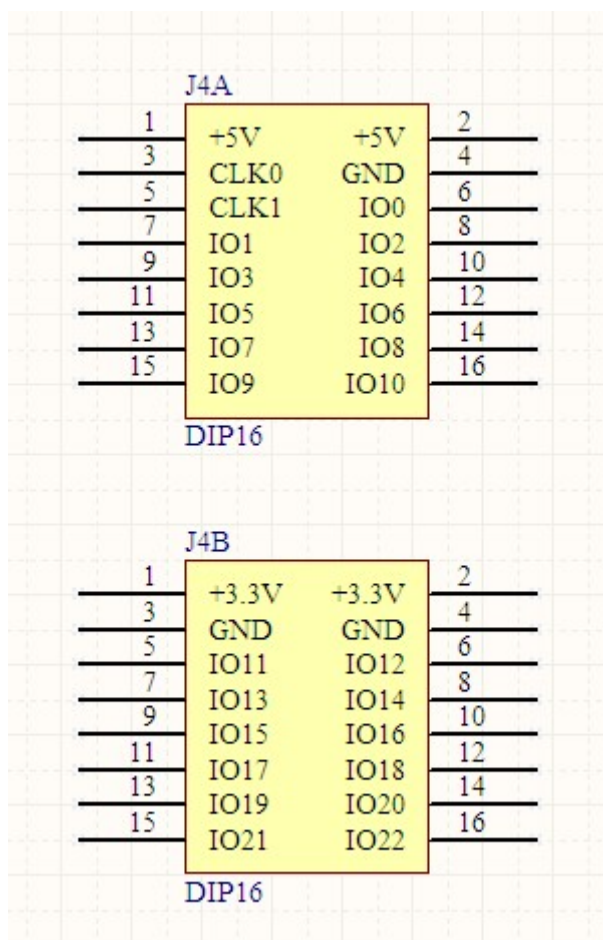 J4A
1 +5V +5V 2
3 CLK0 GND 4
5 CLK1 IO0 6
7 IO1 IO2 8
9 IO3 IO4 10
11 IO5 IO6 12
13 IO7 IO8 14
15 IO9 IO10 16
DIP16
J4B
1 +3.3V +3.3V 2
3 GND GND 4
5 IO11 IO12 6
7 IO13 IO14 8
9 IO15 IO16 10
11 IO17 IO18 12
13 IO19 IO20 14
15 IO21 IO22 16
DIP16